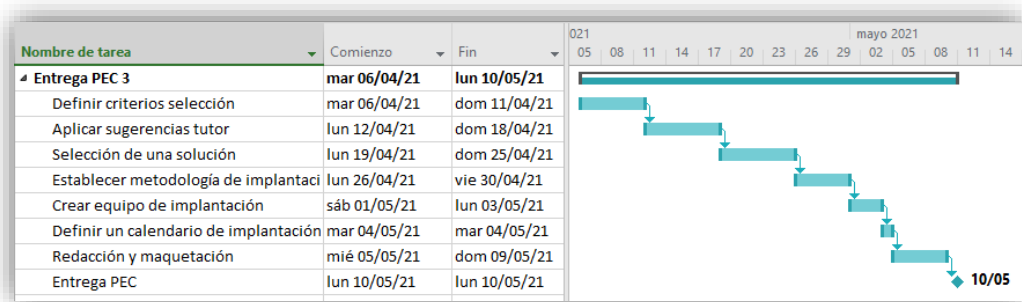 021 mayo 2021
Nombre de tarea Comienzo Fin 05 08 11 14 17 20 23 26 29 02 05 08 11 14
Entrega PEC 3 mar 06/04/21 lun 10/05/21
Definir criterios selección mar 06/04/21 dom 11/04/21
Aplicar sugerencias tutor lun 12/04/21 dom 18/04/21
Selección de una solución lun 19/04/21 dom 25/04/21
Establecer metodología de implantaci lun 26/04/21 vie 30/04/21
Crear equipo de implantación sáb 01/05/21 lun 03/05/21
Definir un calendario de implantación mar 04/05/21 mar 04/05/21
Redacción y maquetación mié 05/05/21 dom 09/05/21
Entrega PEC lun 10/05/21 lun 10/05/21 10/05